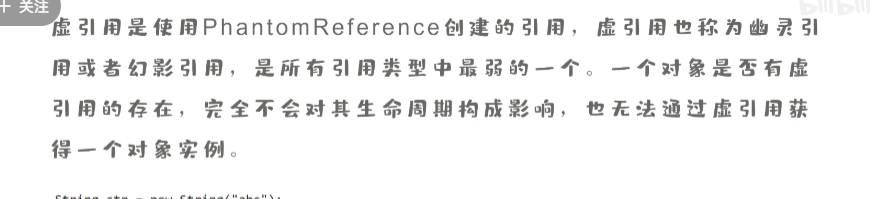 + 关注
虚引用是使用PhantomReference创建的引用，虚引用也称为幽灵引
用或者幻影引用，是所有引用类型中最弱的一个。一个对象是否有虚
引用的存在，完全不会对其生命周期构成影响，也无法通过虚引用获
得一个对象实例。
String str = new String("abc");